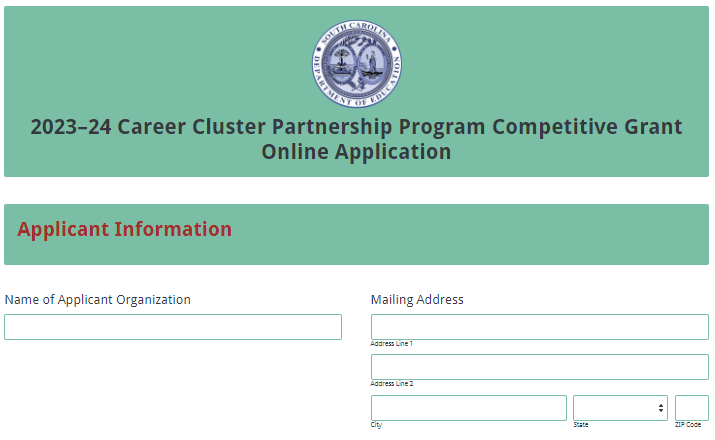 SOUTH CAROLINA
DEPARTMENT OF EDUCATION
2023–24 Career Cluster Partnership Program Competitive Grant
Online Application
Applicant Information
Name of Applicant Organization
Mailing Address
Address Line 1
Address Line 2
City
State
ZIP Code